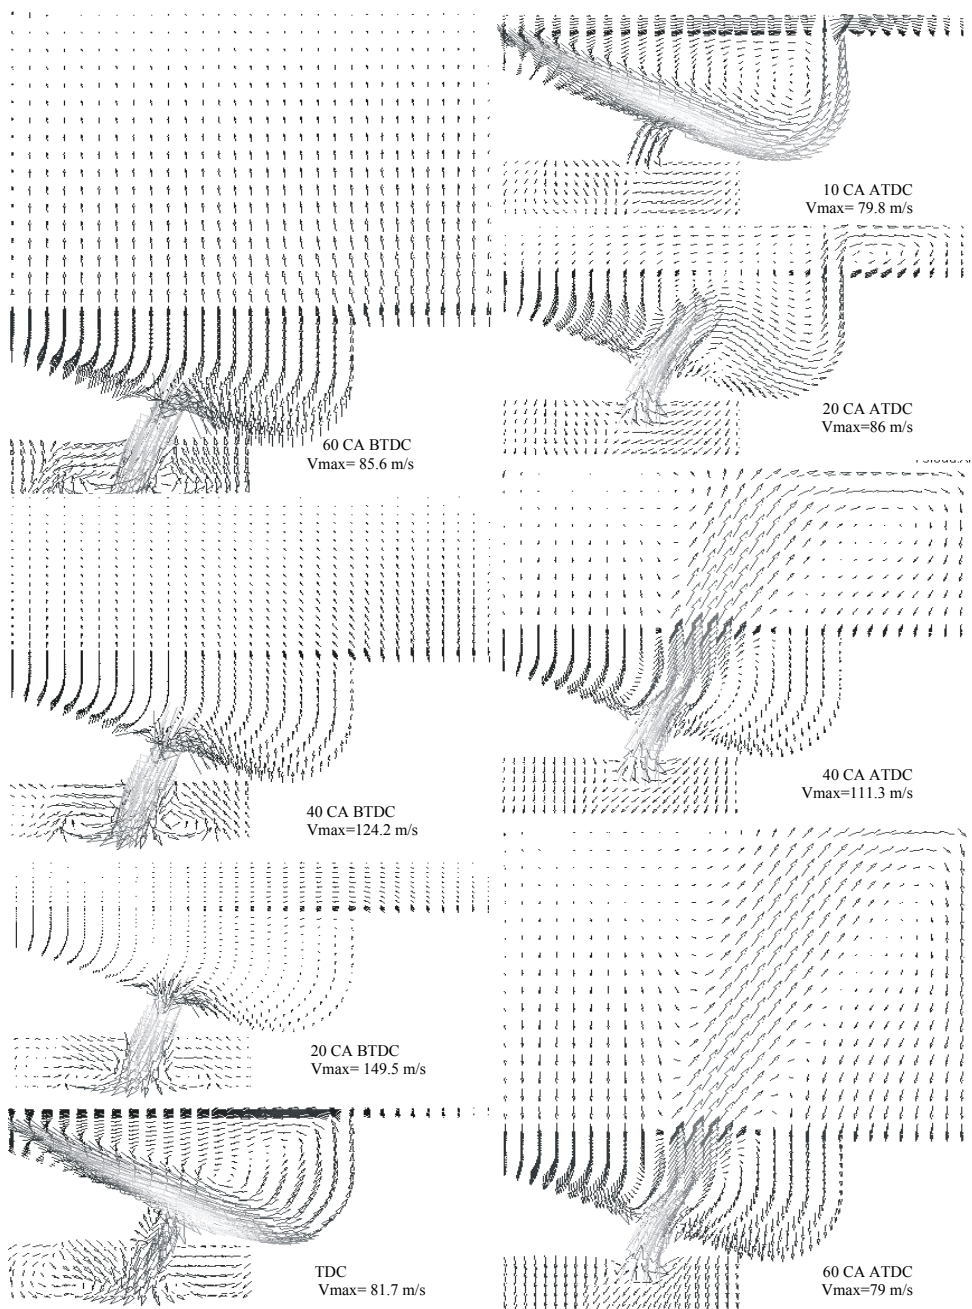 60 CA BTDC
Vmax= 85.6 m/s
40 CA BTDC
Vmax=124.2 m/s
20 CA BTDC
Vmax= 149.5 m/s
TDC
Vmax= 81.7 m/s
10 CA ATDC
Vmax= 79.8 m/s
20 CA ATDC
Vmax=86 m/s
40 CA ATDC
Vmax=111.3 m/s
60 CA ATDC
Vmax=79 m/s